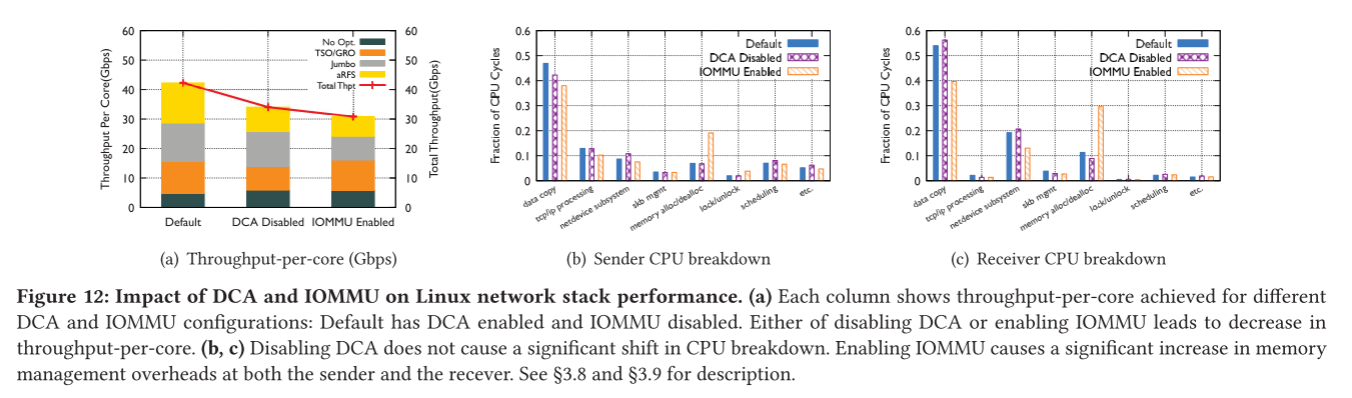 60
50
40
30
20
10
0
Throughput Per Core(Gbps)
No Opt.
TSO/GRO
Jumbo
aRFS
Total Thpt
60
50
40
30
20
10
0
Total Throughput(Gbps)
Default DCA Disabled IOMMU Enabled
(a) Throughput-per-core (Gbps)
0.6
0.5
0.4
0.3
0.2
0.1
0
Fraction of CPU Cycles
Default
DCA Disabled
IOMMU Enabled
data copy
tcp/ip processing
netdevice subsystem
skb mgmt
memory alloc/dealloc
lock/unlock
scheduling
etc.
(b) Sender CPU breakdown
0.6
0.5
0.4
0.3
0.2
0.1
0
Fraction of CPU Cycles
Default
DCA Disabled
IOMMU Enabled
data copy
tcp/ip processing
netdevice subsystem
skb mgmt
memory alloc/dealloc
lock/unlock
scheduling
etc.
(c) Receiver CPU breakdown
Figure 12: Impact of DCA and IOMMU on Linux network stack performance. (a) Each column shows throughput-per-core achieved for different
DCA and IOMMU configurations: Default has DCA enabled and IOMMU disabled. Either of disabling DCA or enabling IOMMU leads to decrease in
throughput-per-core. (b, c) Disabling DCA does not cause a significant shift in CPU breakdown. Enabling IOMMU causes a significant increase in memory
management overheads at both the sender and the recever. See §3.8 and §3.9 for description.